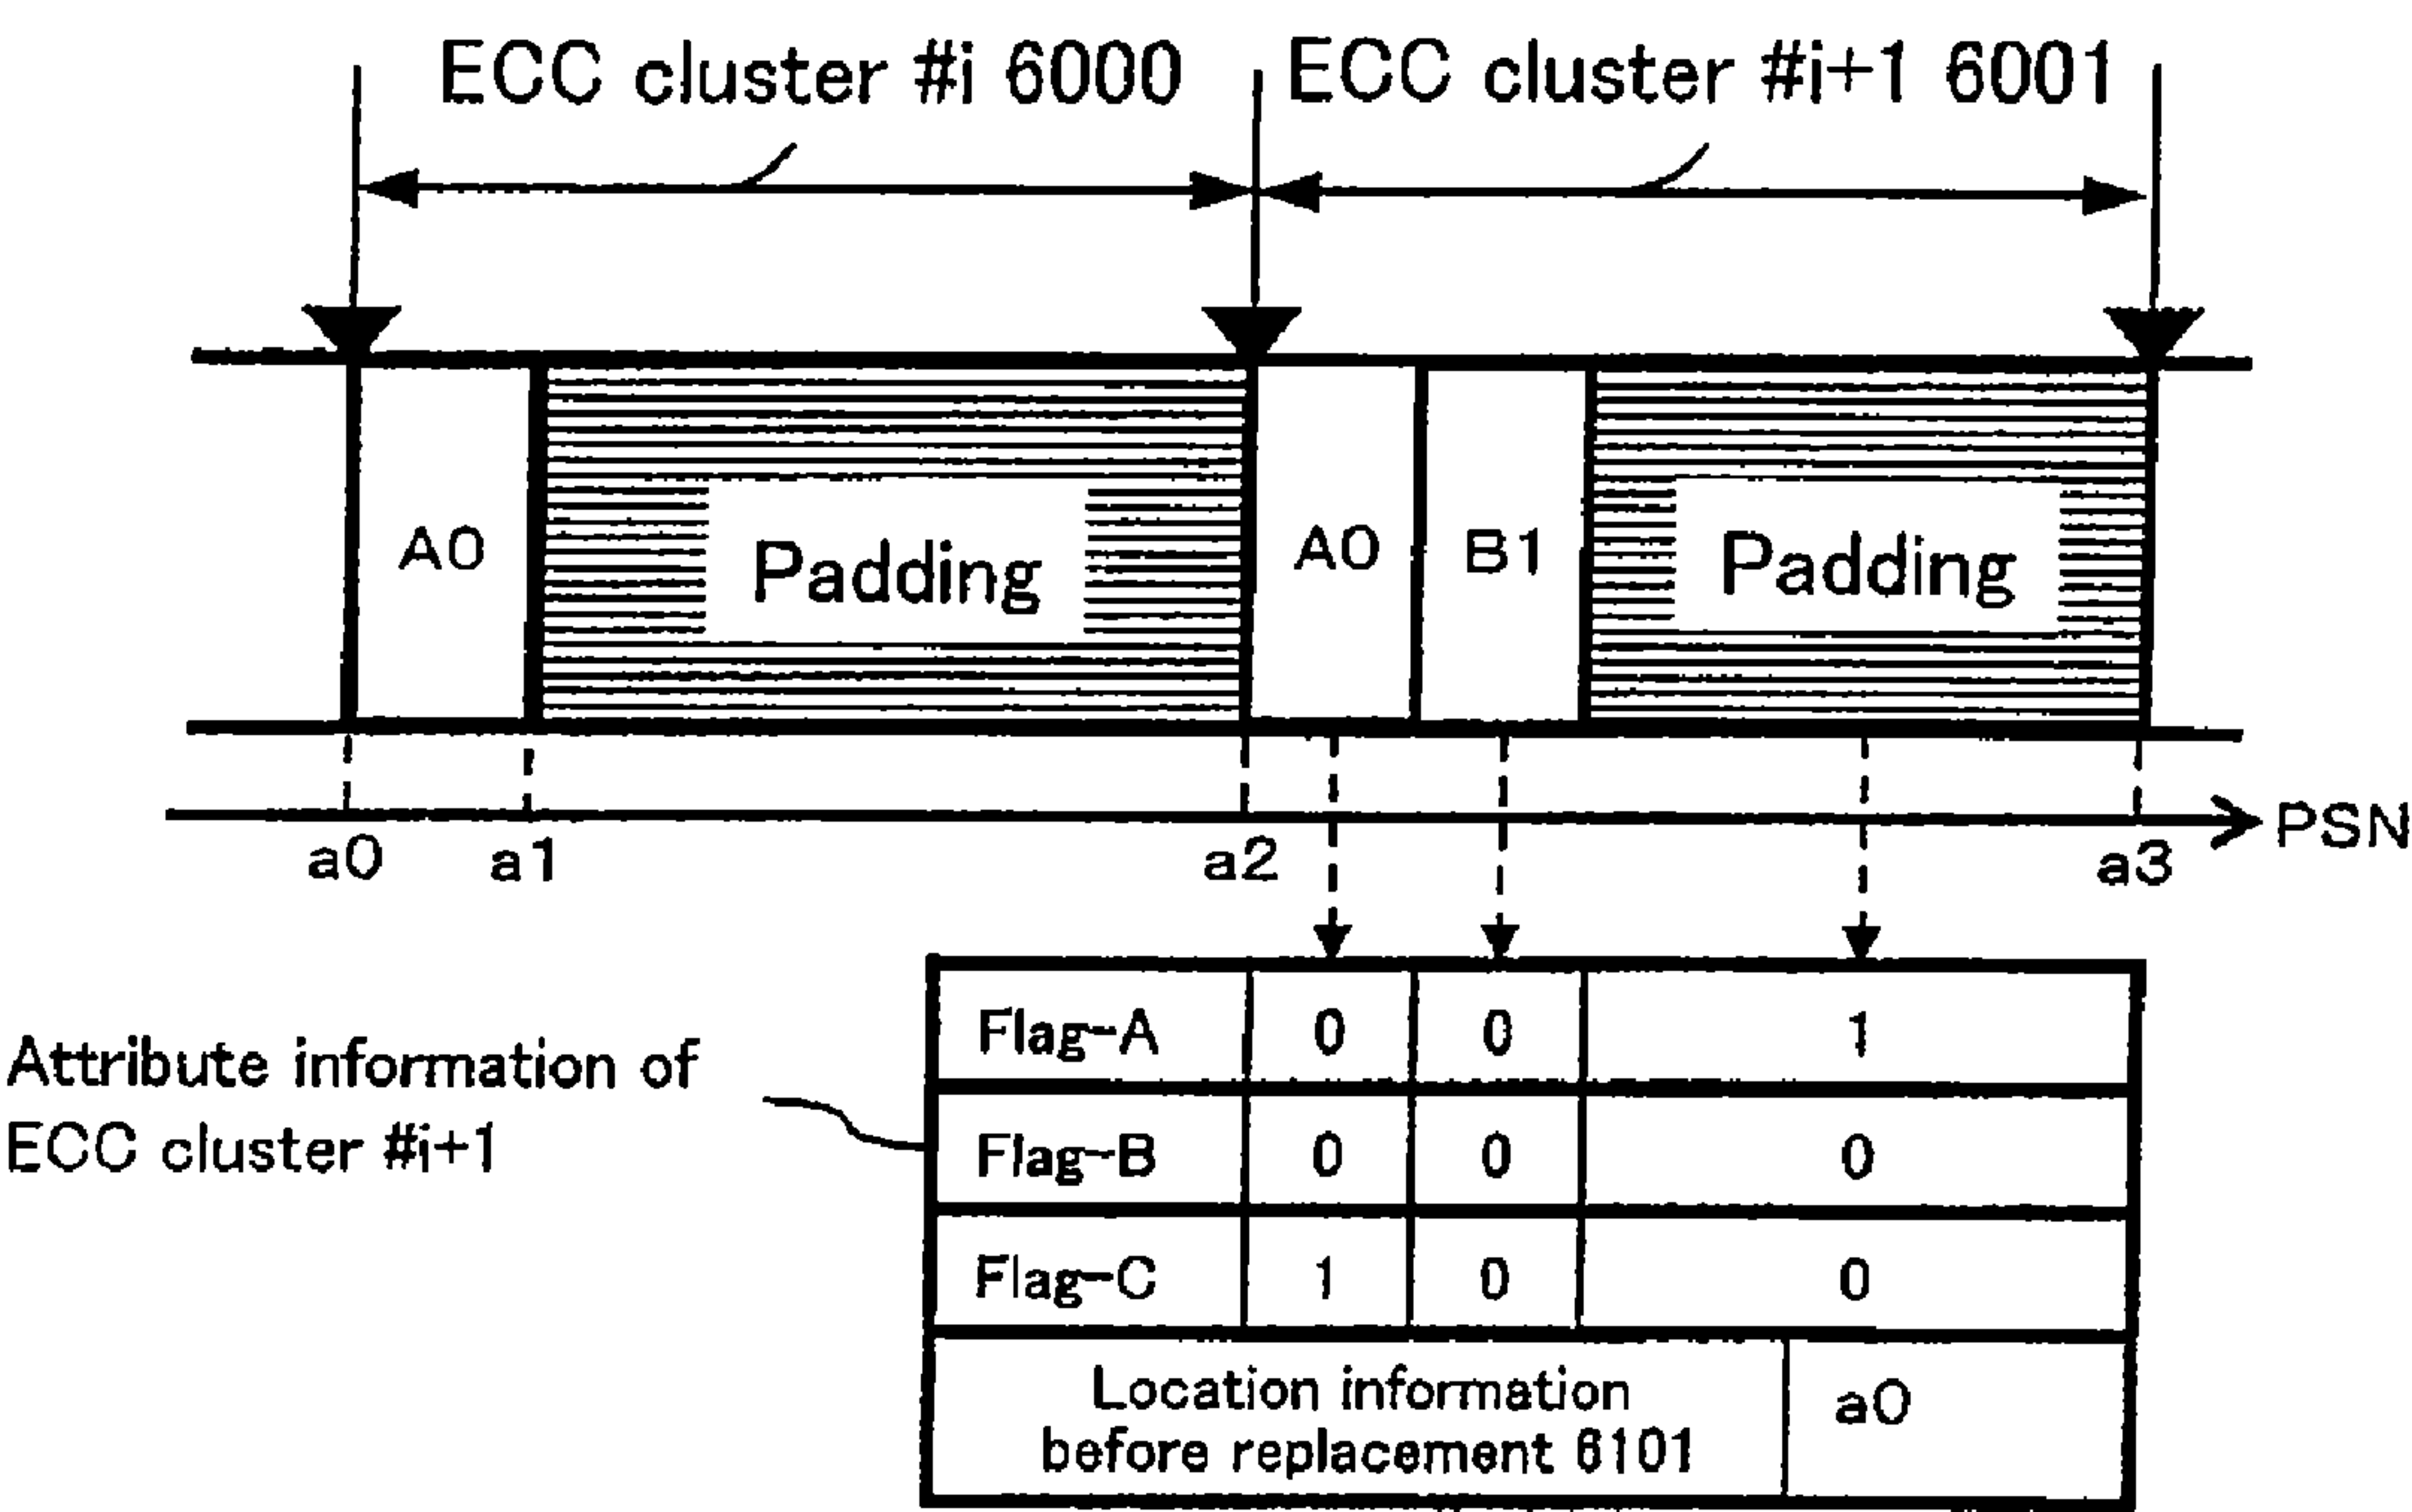 ECC cluster #i 6000 ECC cluster #i+1 6001
A0 Padding A0 B1 Padding
a0 a1 a2 a3 PSN
Attribute information of
ECC cluster #i+1
Flag-A 0 0 1
Flag-B 0 0 0
Flag-C 1 0 0
Location information
before replacement 6101
a0